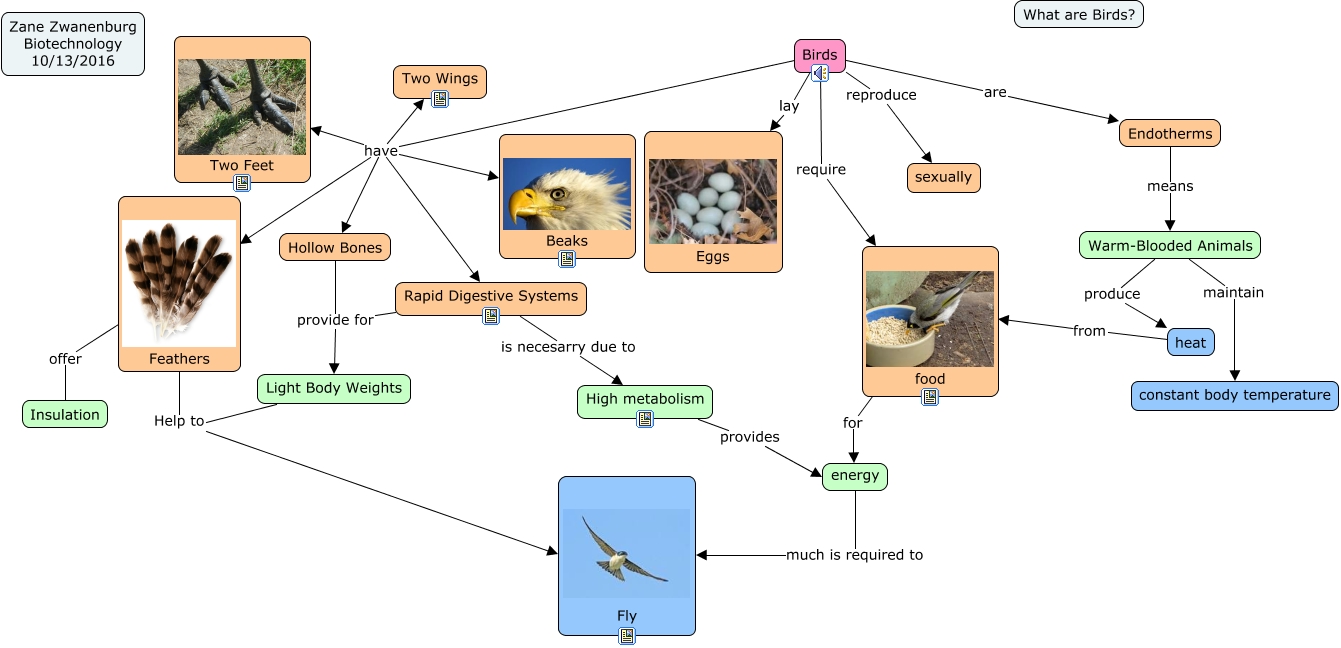 Zane Zwanenburg
Biotechnology
10/13/2016
What are Birds?
Birds
Two Wings
lay
reproduce
are
Endotherms
Two Feet
have
require
sexually
means
Beaks
Eggs
Hollow Bones
Warm-Blooded Animals
Rapid Digestive Systems
produce
maintain
provide for
from
heat
Feathers
offer
is necesarry due to
food
Light Body Weights
High metabolism
constant body temperature
Insulation
Help to
provides
for
energy
much is required to
Fly